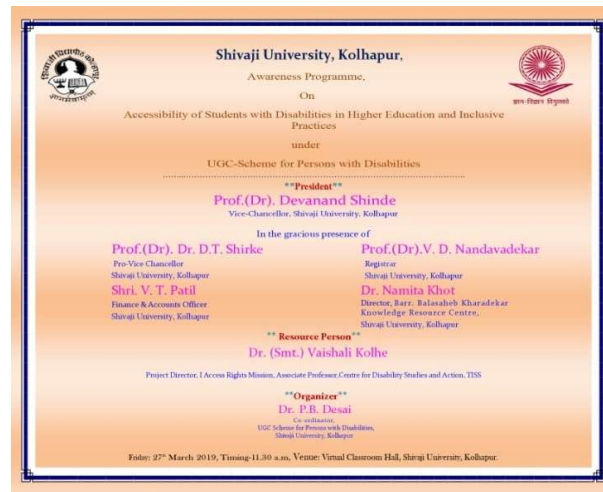 Shivaji University, Kolhapur,
Awareness Programme,
On
Accessibility of Students with Disabilities in Higher Education and Inclusive
Practices
under
UGC-Scheme for Persons with Disabilities
**President**
Prof.(Dr). Devanand Shinde
Vice-Chancellor, Shivaji University, Kolhapur
In the gracious presence of
Prof.(Dr). Dr. D.T. Shirke
Pro-Vice Chancellor
Shivaji University, Kolhapur
Prof.(Dr).V. D. Nandavadekar
Registrar
Shivaji University, Kolhapur
Shri. V. T. Patil
Finance & Accounts Officer
Shivaji University, Kolhapur
Dr. Namita Khot
Director, Barr. Balasaheb Kharadekar
Knowledge Resource Centre,
Shivaji University, Kolhapur
** Resource Person**
Dr. (Smt.) Vaishali Kolhe
Project Director, I Access Rights Mission, Associate Professor,Centre for Disability Studies and Action, TISS
**Organizer**
Dr. P.B. Desai
Co-ordinator,
UGC Scheme for Persons with Disabilities,
Shivaji University, Kolhapur
Friday: 27th March 2019, Timing-11.30 a.m, Venue: Virtual Classroom Hall, Shivaji University, Kolhapur.
ज्ञान-विज्ञान विमुक्तये